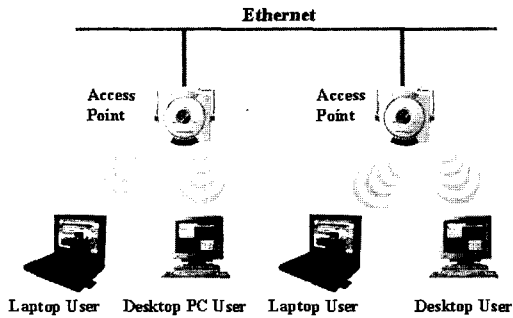 Ethernet
Access
Point
Access
Point
Laptop User
Desktop PC User
Laptop User
Desktop User